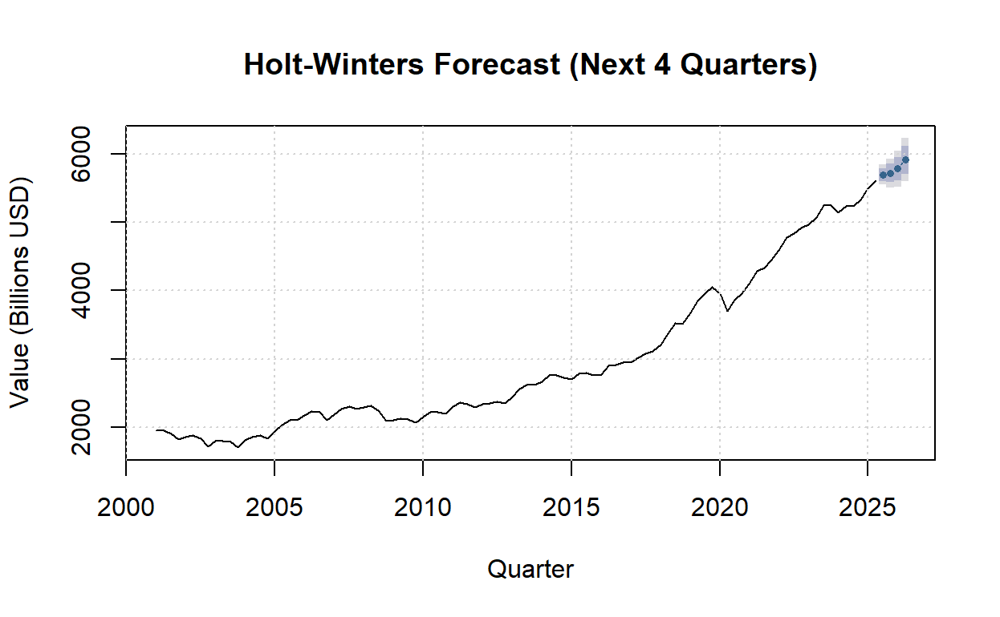 Holt-Winters Forecast (Next 4 Quarters)
Value (Billions USD)
6000
4000
2000
2000 2005 2010 2015 2020 2025
Quarter